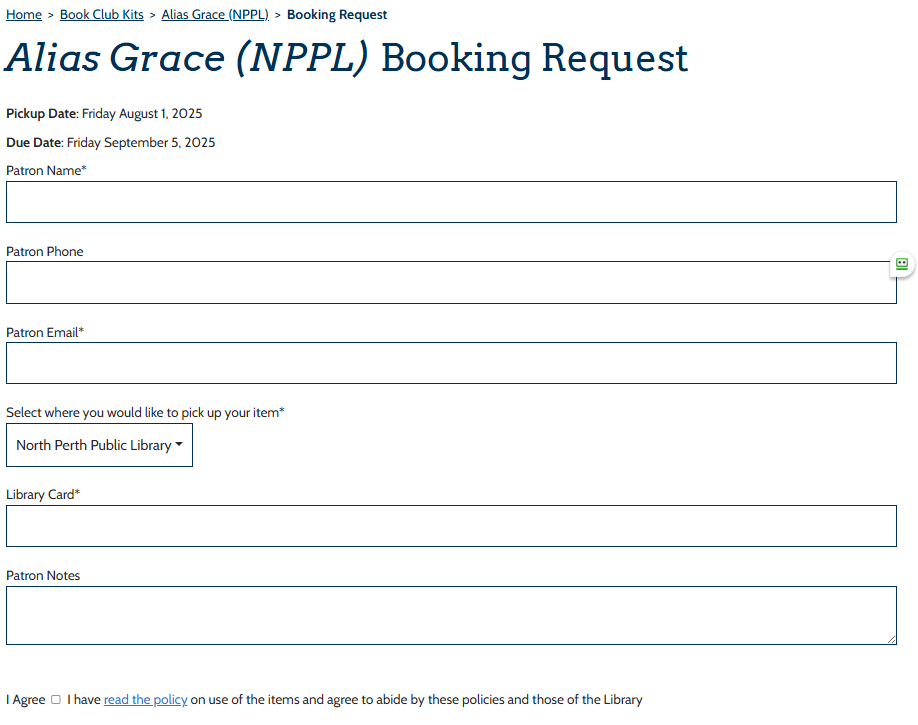 Home > Book Club Kits > Alias Grace (NPPL) > Booking Request
Alias Grace (NPPL) Booking Request
Pickup Date: Friday August 1, 2025
Due Date: Friday September 5, 2025
Patron Name*
Patron Phone
Patron Email*
Select where you would like to pick up your item*
North Perth Public Library
Library Card*
Patron Notes
I Agree I have read the policy on use of the items and agree to abide by these policies and those of the Library